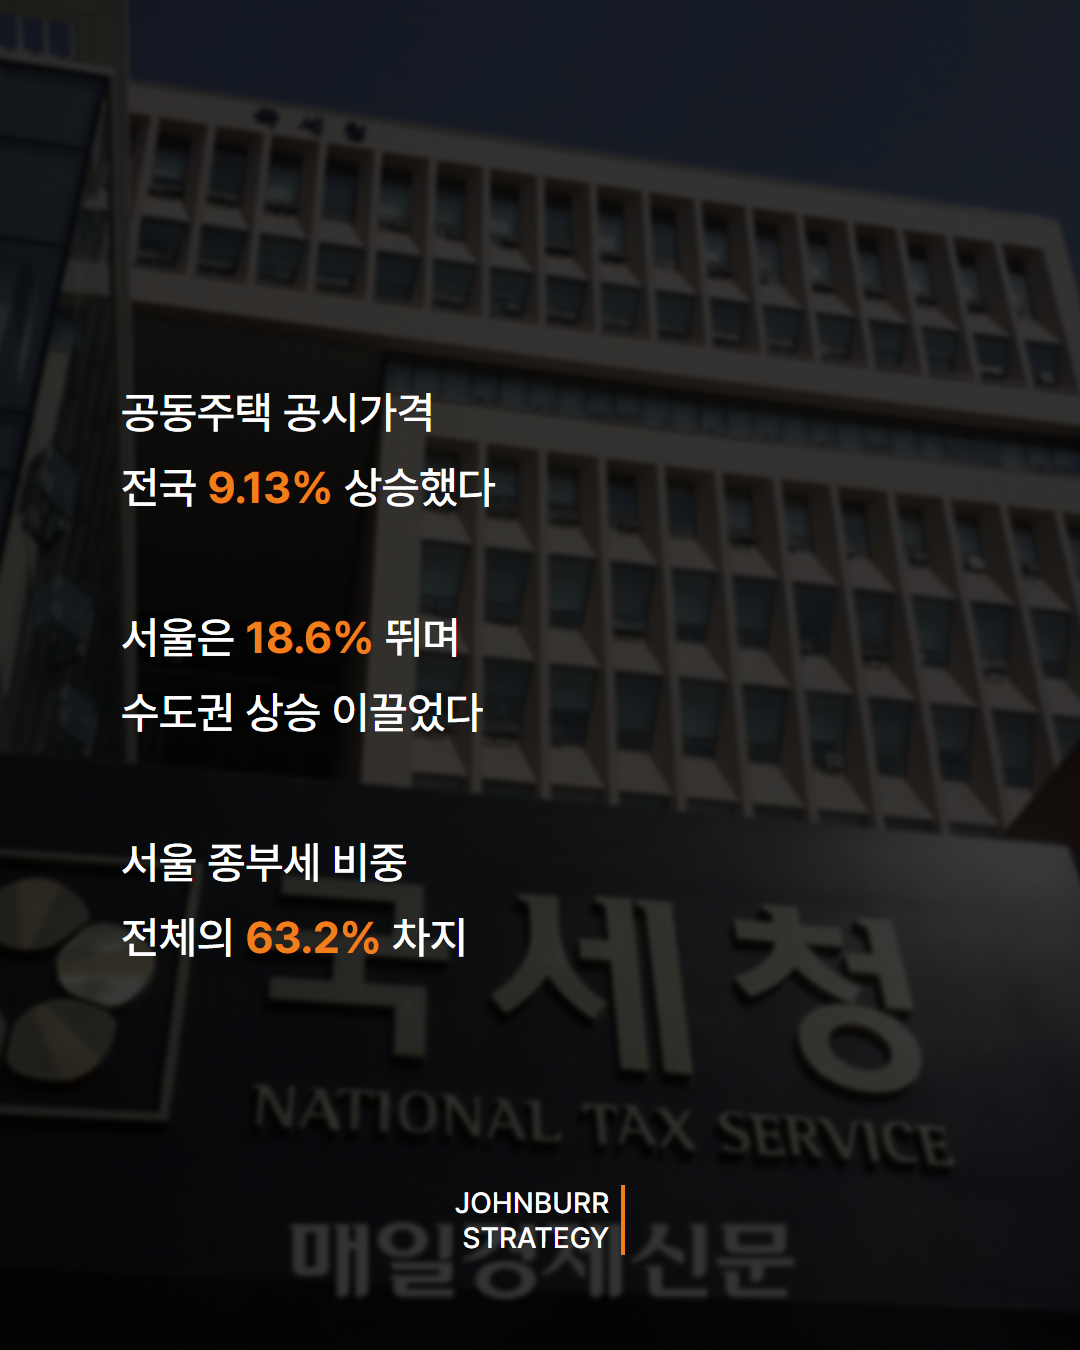 국세청
공동주택 공시가격
전국 9.13% 상승했다
서울은 18.6% 뛰며
수도권 상승 이끌었다
서울 종부세 비중
전체의 63.2% 차지
국세청
NATIONAL TAX SERVICE
JOHNBURR
STRATEGY
매일경제신문